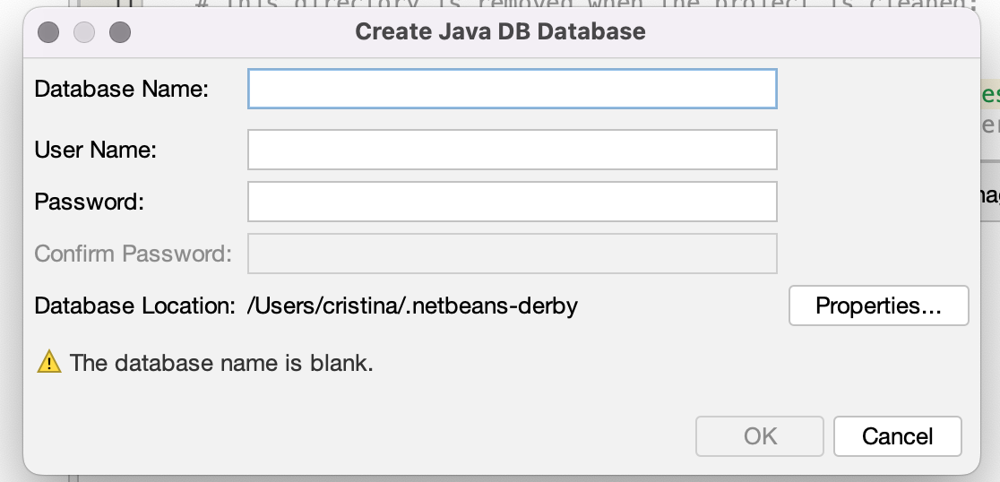 # This directory is removed when the project is cleaned:
Create Java DB Database
Database Name:
User Name:
Password:
Confirm Password:
Database Location: /Users/cristina/.netbeans-derby
Properties...
The database name is blank.
OK
Cancel